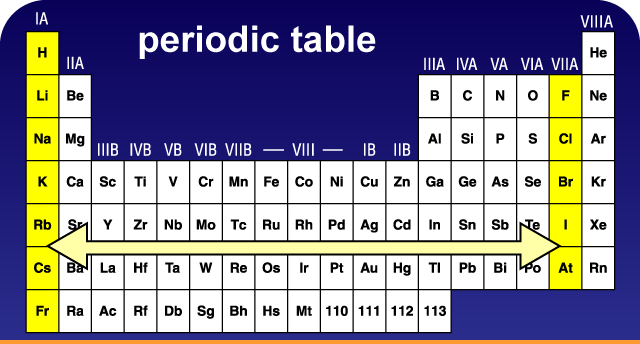 IA VIIIA
periodic table
H He
IIA IIIA IVA VA VIA VIIA
Li Be B C N O F Ne
Na Mg Al Si P S Cl Ar
IIIB IVB VB VIB VIIB — VIII — IB IIB
K Ca Sc Ti V Cr Mn Fe Co Ni Cu Zn Ga Ge As Se Br Kr
Rb Sr Y Zr Nb Mo Tc Ru Rh Pd Ag Cd In Sn Sb Te I Xe
Cs Ba La Hf Ta W Re Os Ir Pt Au Hg Tl Pb Bi Po At Rn
Fr Ra Ac Rf Db Sg Bh Hs Mt 110 111 112 113